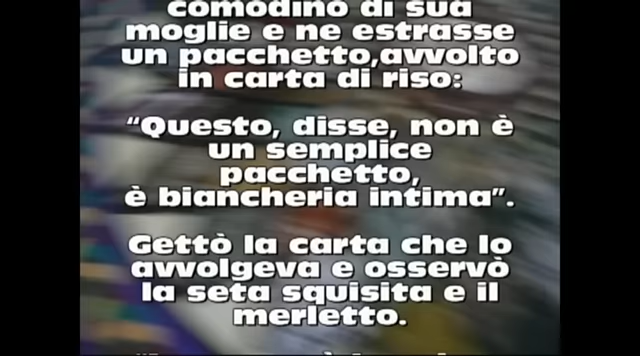 comodino di sua
moglie e ne estrasse
un pacchetto,avvolto
in carta di riso:
“Questo, disse, non è
un semplice
pacchetto,
è biancheria intima”.
Gettò la carta che lo
avvolgeva e osservò
la seta squisita e il
merletto.